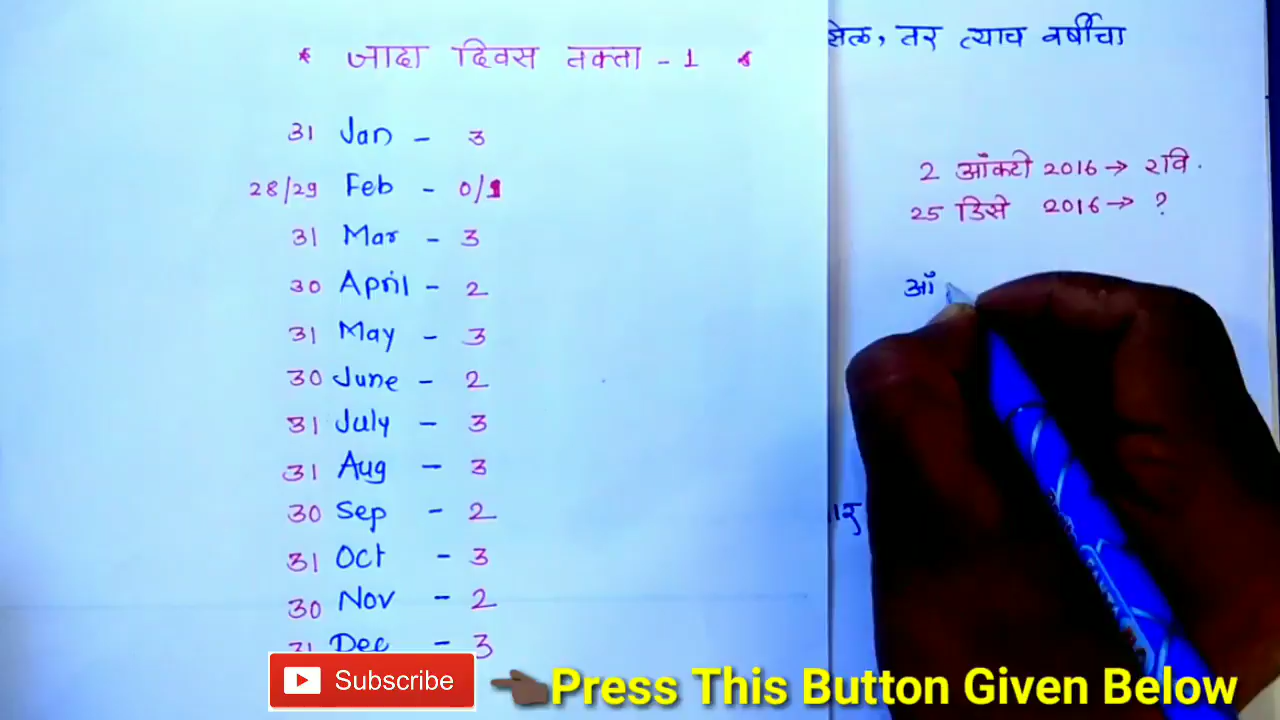 * जादा दिवस तक्ता - 1 *
31 Jan - 3
28/29 Feb - 0/1
31 Mar - 3
30 April - 2
31 May - 3
30 June - 2
31 July - 3
31 Aug - 3
30 Sep - 2
31 Oct - 3
30 Nov - 2
31 Dec - 3
तर त्याच वर्षीचा
2 ऑक्टो 2016 → रवि.
25 डिसे 2016 → ?
ऑ
Subscribe
Press This Button Given Below